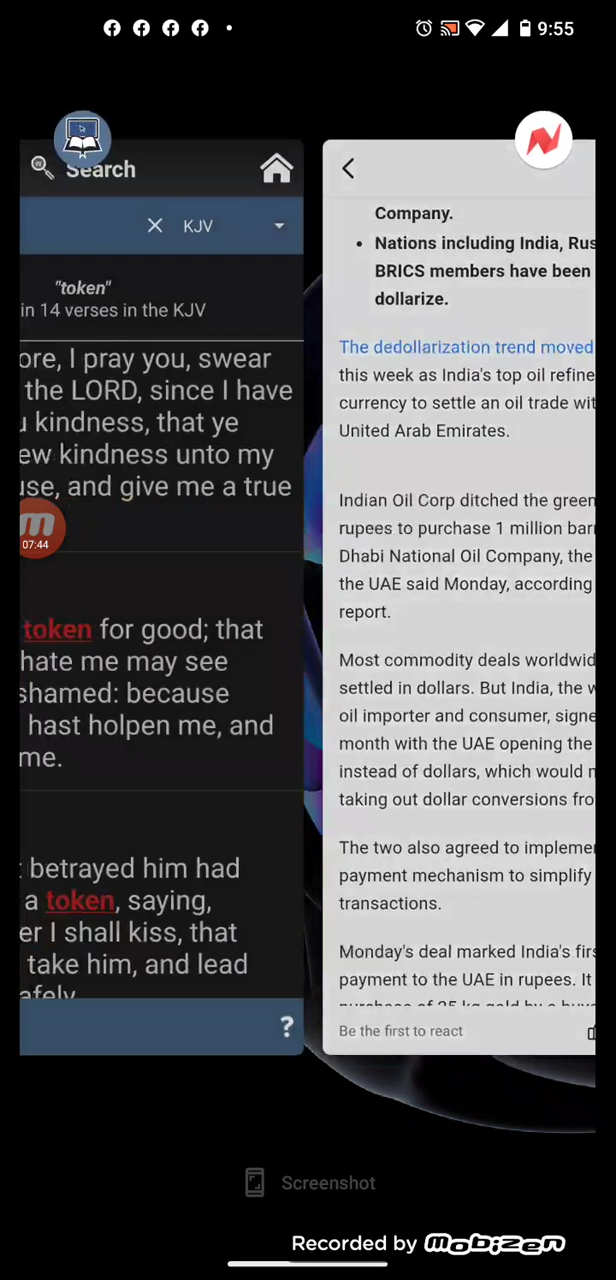 9:55
Search
KJV
"token"
in 14 verses in the KJV
ore, I pray you, swear
the LORD, since I have
u kindness, that ye
ew kindness unto my
use, and give me a true
07:44
token for good; that
hate me may see
shamed: because
hast holpen me, and
me.
betrayed him had
a token, saying,
er I shall kiss, that
take him, and lead
afely
?
Company.
• Nations including India, Rus
BRICS members have been
dollarize.
The dedollarization trend moved
this week as India's top oil refine
currency to settle an oil trade wit
United Arab Emirates.
Indian Oil Corp ditched the green
rupees to purchase 1 million barr
Dhabi National Oil Company, the
the UAE said Monday, according
report.
Most commodity deals worldwid
settled in dollars. But India, the w
oil importer and consumer, signe
month with the UAE opening the
instead of dollars, which would n
taking out dollar conversions fro
The two also agreed to impleme
payment mechanism to simplify
transactions.
Monday's deal marked India's firs
payment to the UAE in rupees. It
purchase of 25 kg gold by a buy
Be the first to react
Screenshot
Recorded by mobizen